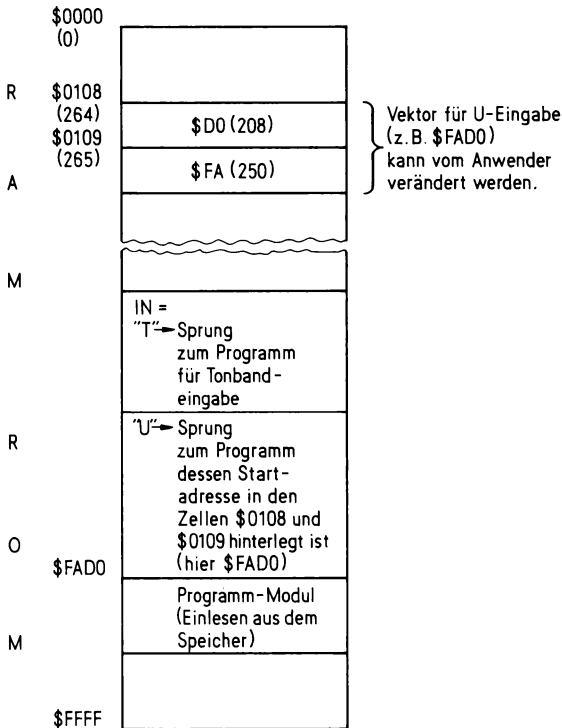 $0000
(0)
R $0108
(264)
$D0 (208)
$0109
(265)
$FA (250)
A
Vektor für U-Eingabe
(z.B. $FAD0)
kann vom Anwender
verändert werden.
M
IN =
"T"→ Sprung
zum Programm
für Tonband-
eingabe
R
"U"→ Sprung
zum Programm
dessen Start-
adresse in den
Zellen $0108 und
$0109 hinterlegt ist
(hier $FAD0)
O
$FAD0
Programm-Modul
(Einlesen aus dem
Speicher)
M
$FFFF